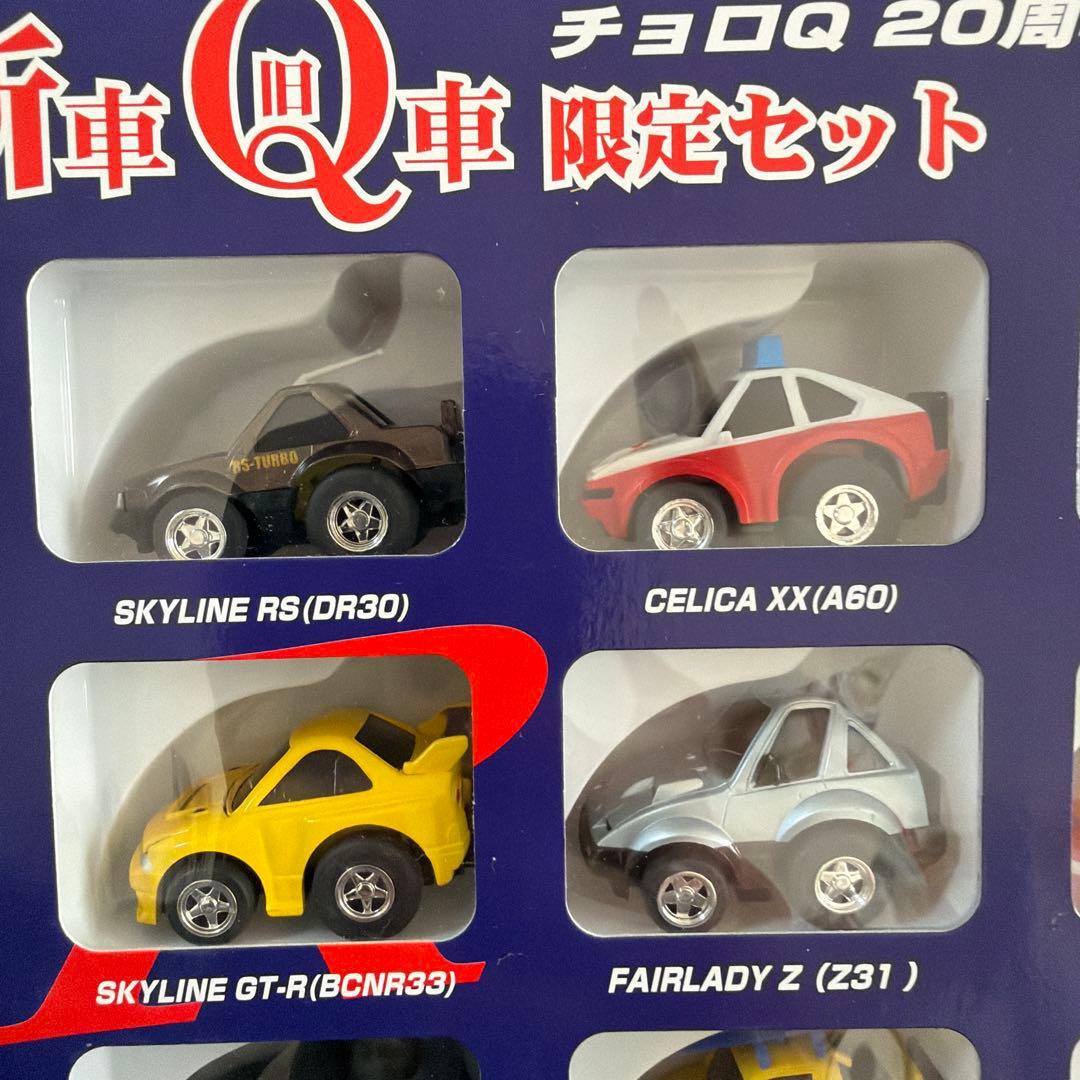 チョロQ 20周
新車 旧Q車 限定セット
RS-TURBO
SKYLINE RS(DR30)
CELICA XX(A60)
SKYLINE GT-R(BCNR33)
FAIRLADY Z (Z31 )